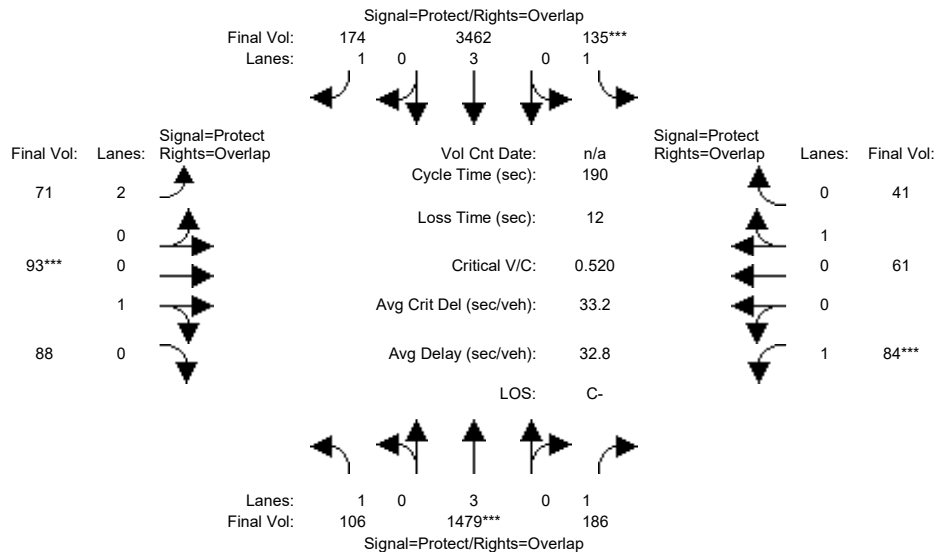 Signal=Protect/Rights=Overlap
Final Vol: 174 3462 135***
Lanes: 1 0 3 0 1
Signal=Protect Signal=Protect
Final Vol: Lanes: Rights=Overlap Vol Cnt Date: n/a Rights=Overlap Lanes: Final Vol:
Cycle Time (sec): 190
71 2 0 41
Loss Time (sec): 12
0 1
93*** 0 Critical V/C: 0.520 0 61
1 Avg Crit Del (sec/veh): 33.2 0
88 0 Avg Delay (sec/veh): 32.8 1 84***
LOS: C-
Lanes: 1 0 3 0 1
Final Vol: 106 1479*** 186
Signal=Protect/Rights=Overlap